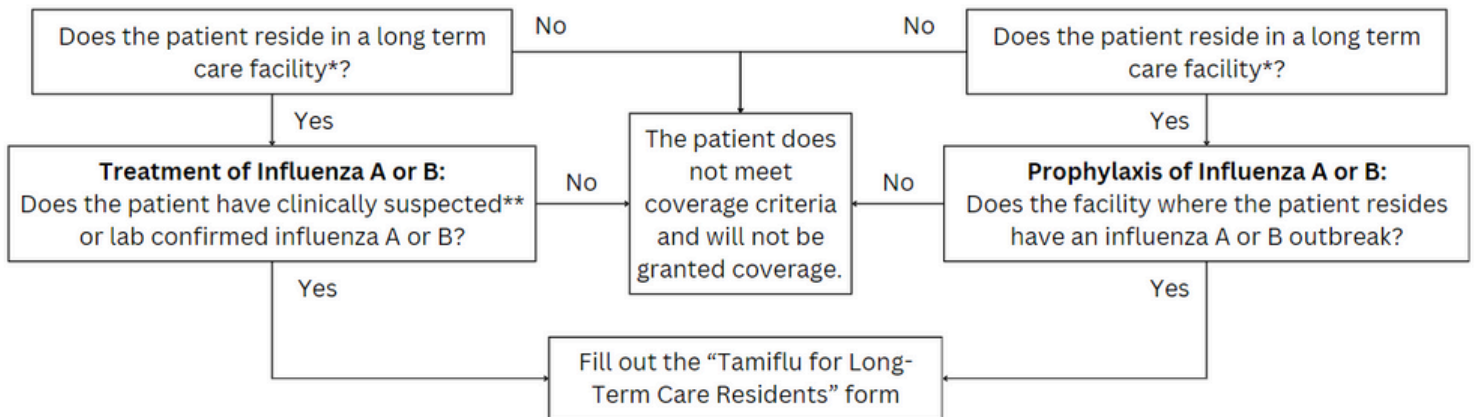 Does the patient reside in a long term
care facility*?
No
No
Does the patient reside in a long term
care facility*?
Yes
Yes
Treatment of Influenza A or B:
Does the patient have clinically suspected**
or lab confirmed influenza A or B?
No
The patient does
not meet
coverage criteria
and will not be
granted coverage.
No
Prophylaxis of Influenza A or B:
Does the facility where the patient resides
have an influenza A or B outbreak?
Yes
Yes
Fill out the “Tamiflu for Long-
Term Care Residents” form